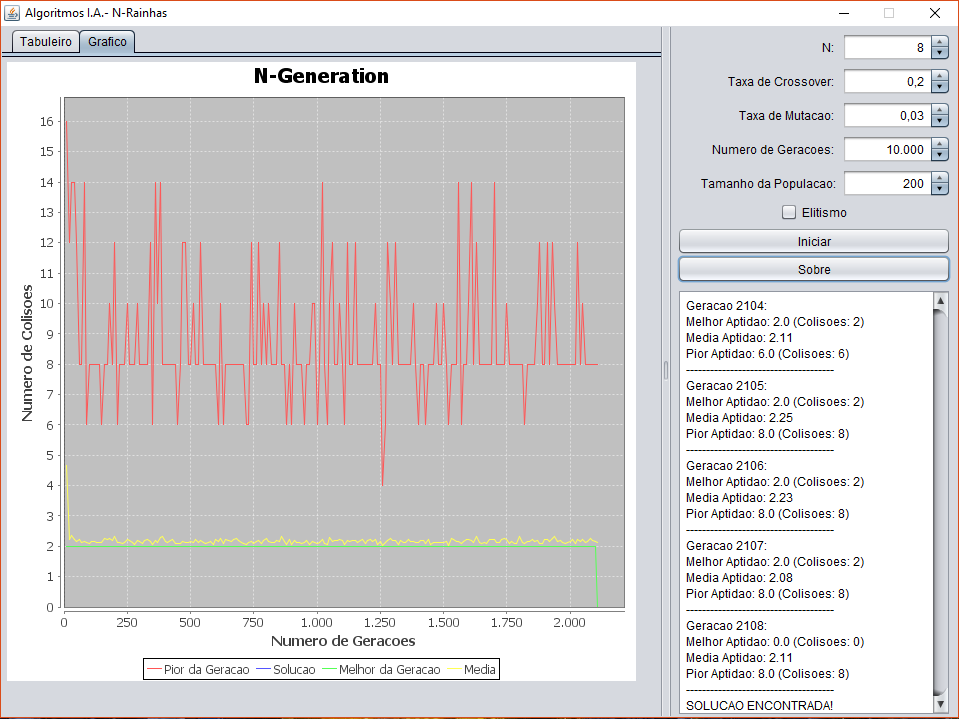 Algoritmos I.A.- N-Rainhas
Tabuleiro Grafico
N-Generation
Numero de Colisoes
16
15
14
13
12
11
10
9
8
7
6
5
4
3
2
1
0
0 250 500 750 1.000 1.250 1.500 1.750 2.000
Numero de Geracoes
Pior da Geracao Solucao Melhor da Geracao Media
N: 8
Taxa de Crossover: 0,2
Taxa de Mutacao: 0,03
Numero de Geracoes: 10.000
Tamanho da Populacao: 200
Elitismo
Iniciar
Sobre
Geracao 2104:
Melhor Aptidao: 2.0 (Colisoes: 2)
Media Aptidao: 2.11
Pior Aptidao: 6.0 (Colisoes: 6)
-------------------------------------
Geracao 2105:
Melhor Aptidao: 2.0 (Colisoes: 2)
Media Aptidao: 2.25
Pior Aptidao: 8.0 (Colisoes: 8)
-------------------------------------
Geracao 2106:
Melhor Aptidao: 2.0 (Colisoes: 2)
Media Aptidao: 2.23
Pior Aptidao: 8.0 (Colisoes: 8)
-------------------------------------
Geracao 2107:
Melhor Aptidao: 2.0 (Colisoes: 2)
Media Aptidao: 2.08
Pior Aptidao: 8.0 (Colisoes: 8)
-------------------------------------
Geracao 2108:
Melhor Aptidao: 0.0 (Colisoes: 0)
Media Aptidao: 2.11
Pior Aptidao: 8.0 (Colisoes: 8)
-------------------------------------
SOLUCAO ENCONTRADA!